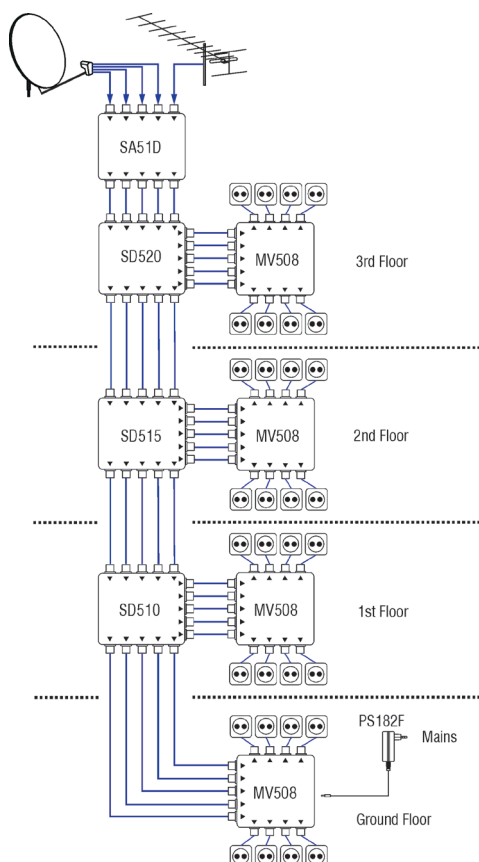 SA51D
SD520
MV508
3rd Floor
SD515
MV508
2nd Floor
SD510
MV508
1st Floor
PS182F
Mains
MV508
Ground Floor